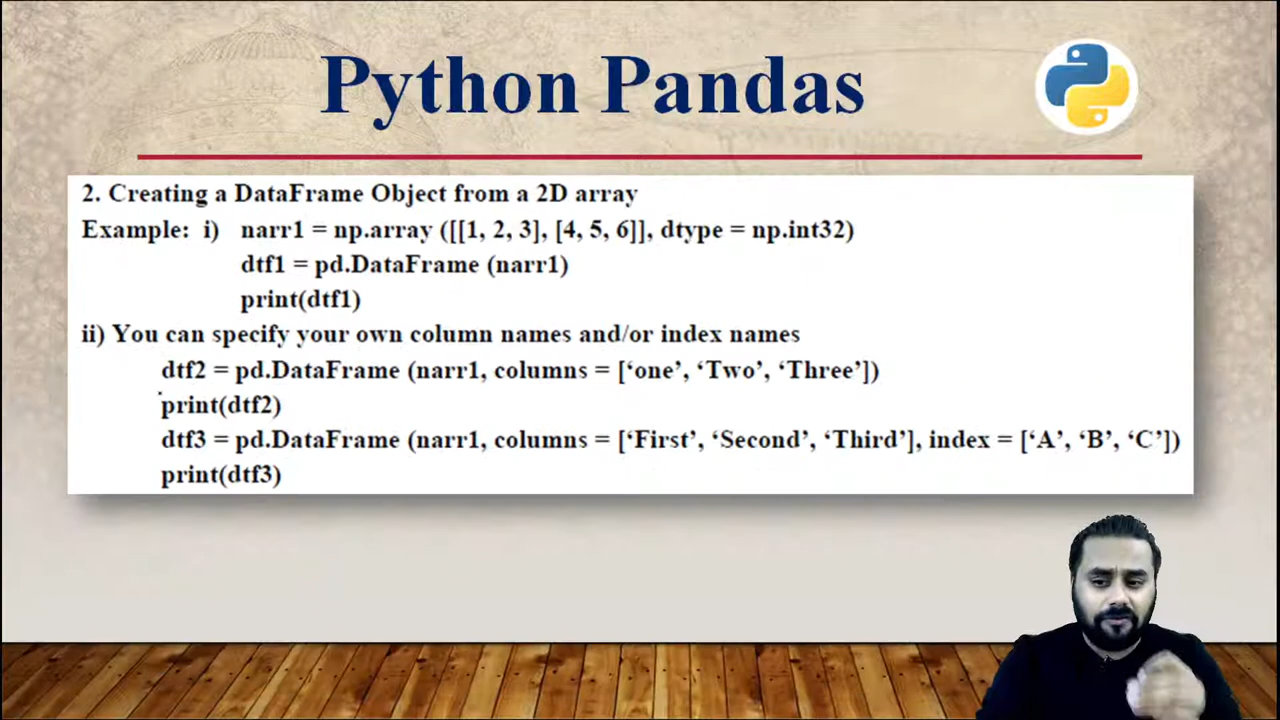 Python Pandas
2. Creating a DataFrame Object from a 2D array
Example: i) narr1 = np.array ([[1, 2, 3], [4, 5, 6]], dtype = np.int32)
dtf1 = pd.DataFrame (narr1)
print(dtf1)
ii) You can specify your own column names and/or index names
dtf2 = pd.DataFrame (narr1, columns = [‘one’, ‘Two’, ‘Three’])
print(dtf2)
dtf3 = pd.DataFrame (narr1, columns = [‘First’, ‘Second’, ‘Third’], index = [‘A’, ‘B’, ‘C’])
print(dtf3)